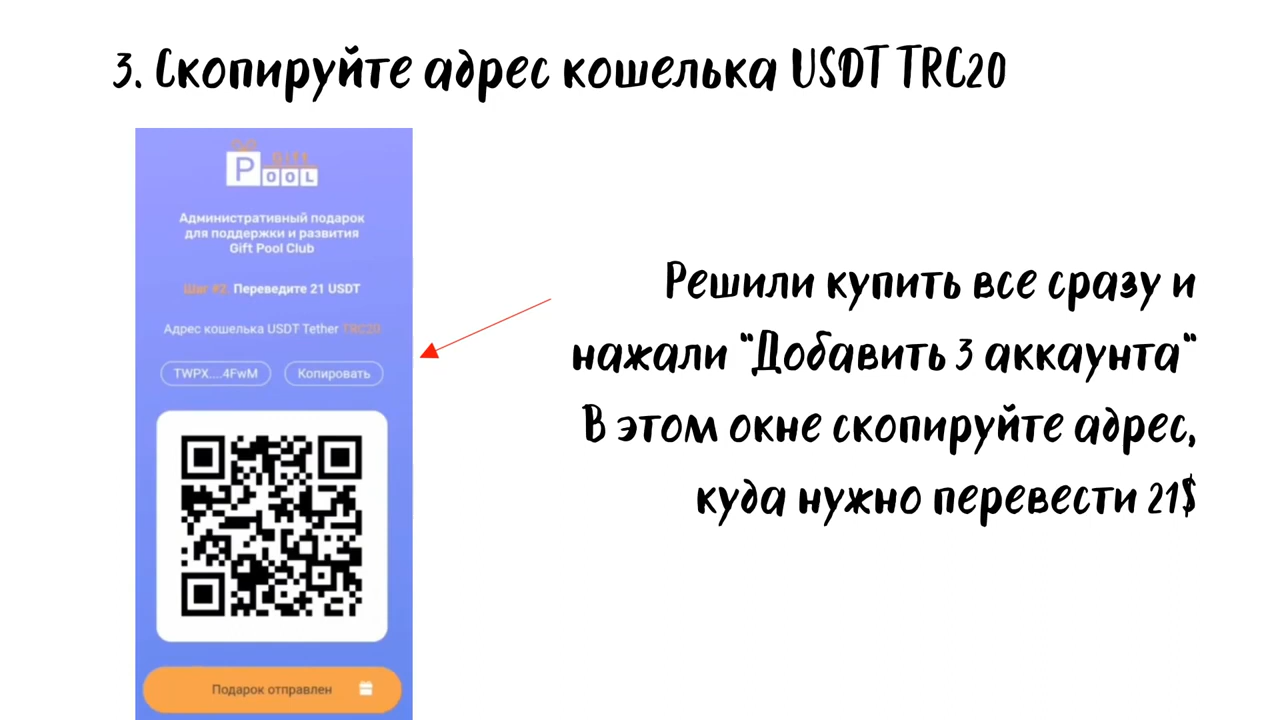 3. Скопируйте адрес кошелька USDT TRC20
Gift
POOL
Административный подарок
для поддержки и развития
Gift Pool Club
Шаг #2. Переведите 21 USDT
Адрес кошелька USDT Tether TRC20
TWPX....4FwM
Копировать
Подарок отправлен
Решили купить все сразу и
нажали "Добавить 3 аккаунта"
В этом окне скопируйте адрес,
куда нужно перевести 21$